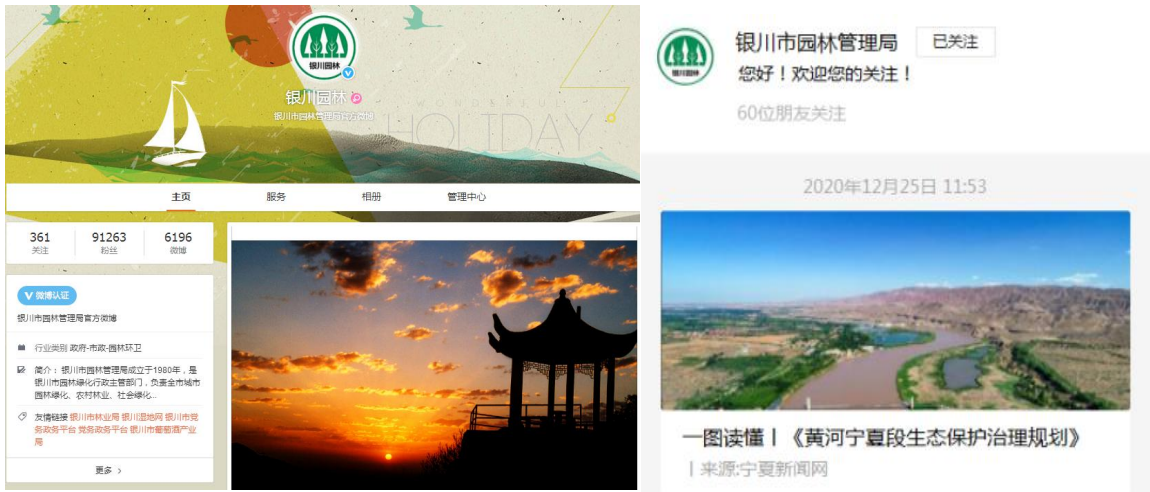 银川园林
银川园林
银川市园林管理局官方微博
WONDERFUL
HOLIDAY
主页
服务
相册
管理中心
361
关注
91263
粉丝
6196
微博
V 微博认证
银川市园林管理局官方微博
行业类别 政府-市政-园林环卫
简介： 银川市园林管理局成立于1980年，是
银川市园林绿化行政主管部门，负责全市城市
园林绿化、农村林业、社会绿化...
友情链接 银川市林业局 银川湿地网 银川市党
务政务平台 党务政务平台 银川市葡萄酒产业
局
更多 >
银川园林
银川市园林管理局
已关注
您好！欢迎您的关注！
60位朋友关注
2020年12月25日 11:53
一图读懂丨《黄河宁夏段生态保护治理规划》
丨来源:宁夏新闻网